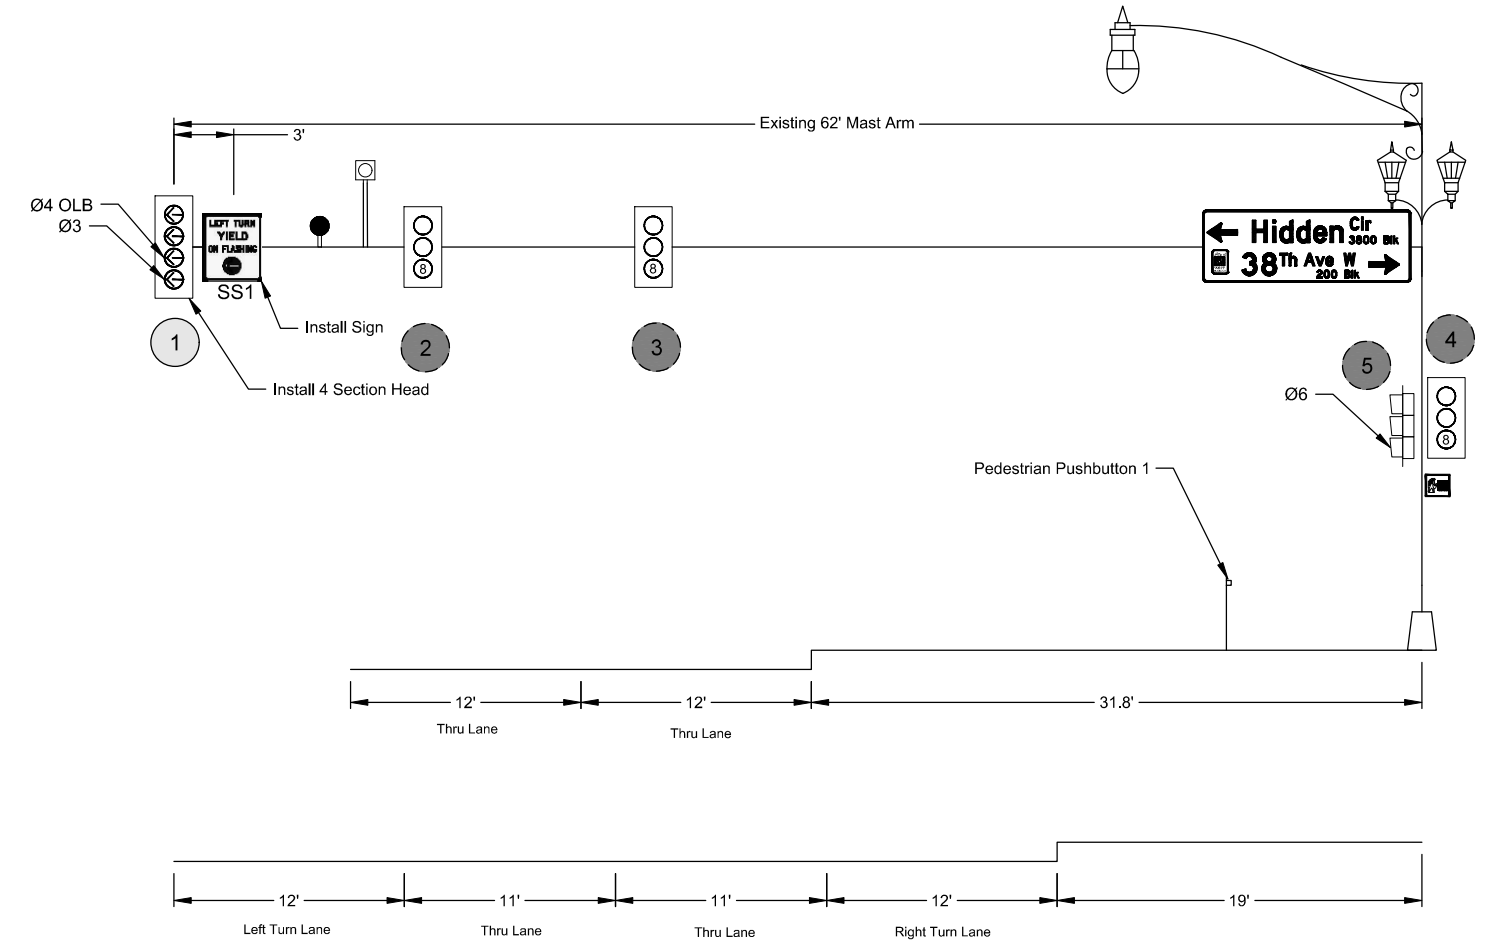 Existing 62' Mast Arm
3'
Ø4 OLB
Ø3
LEFT TURN
YIELD
ON FLASHING
SS1
8
8
Hidden Cir
3800 Blk
38Th Ave W
200 Blk
Install Sign
1
2
3
4
5
Install 4 Section Head
Ø6
8
Pedestrian Pushbutton 1
12'
12'
31.8'
Thru Lane
Thru Lane
12'
11'
11'
12'
19'
Left Turn Lane
Thru Lane
Thru Lane
Right Turn Lane